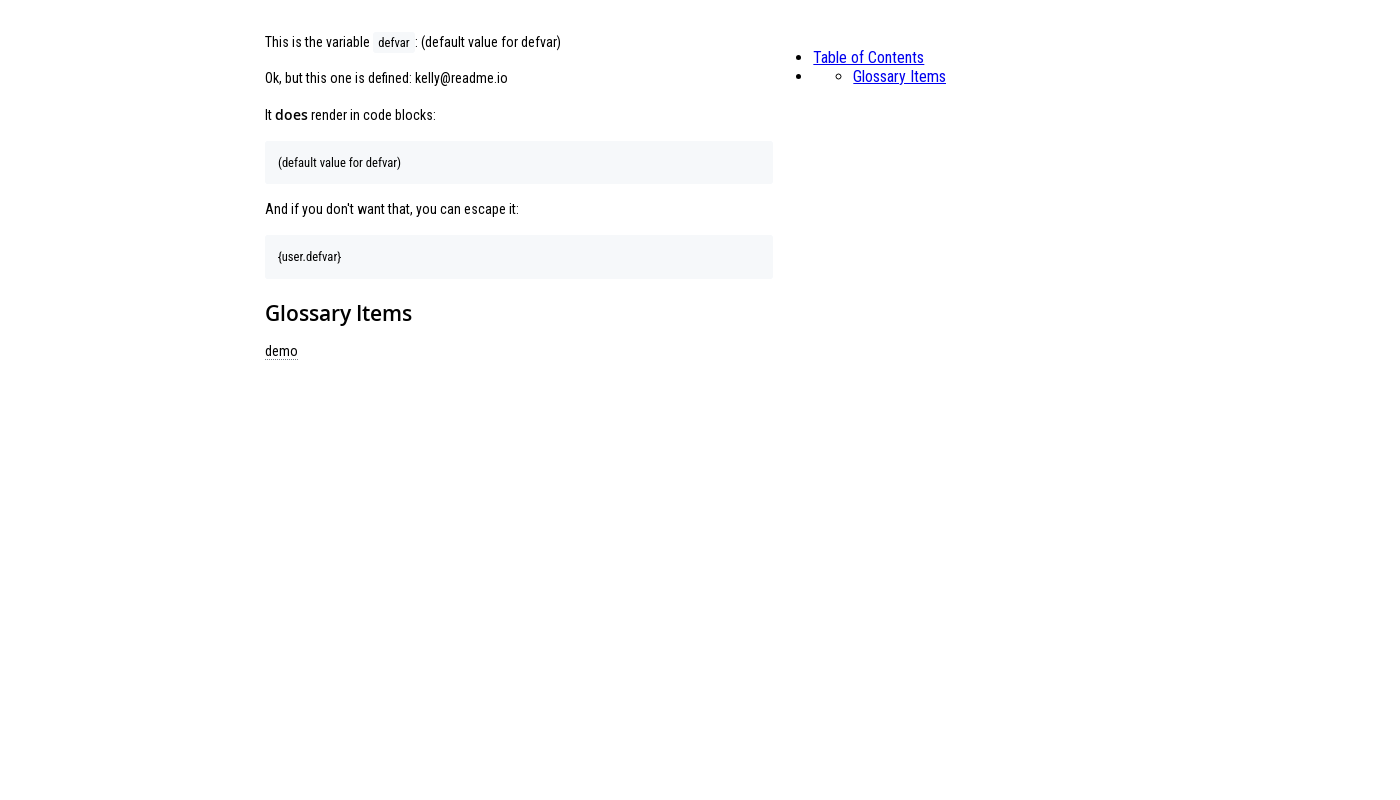 This is the variable defvar: (default value for defvar)
Ok, but this one is defined: kelly@readme.io
It does render in code blocks:
(default value for defvar)
And if you don't want that, you can escape it:
{user.defvar}
Glossary Items
demo
Table of Contents
Glossary Items